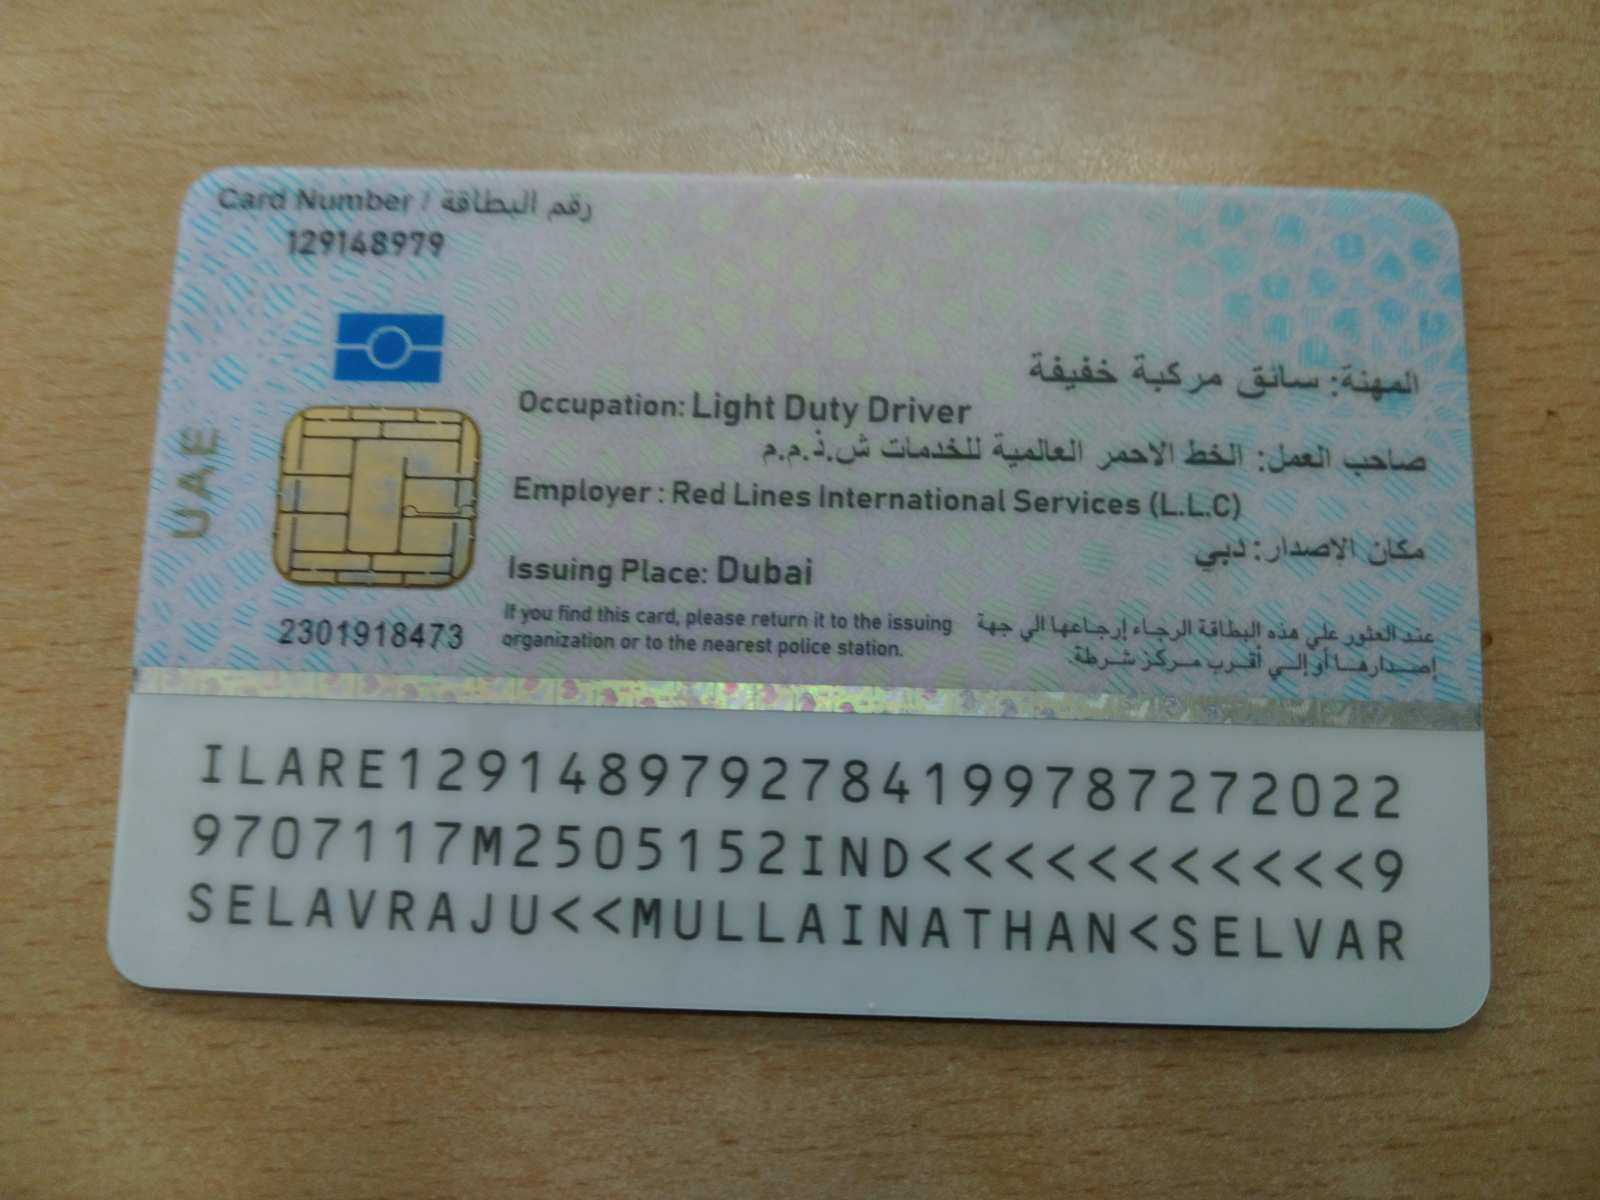 Card Number / رقم البطاقة
129148979
UAE
المهنة: سائق مركبة خفيفة
Occupation: Light Duty Driver
صاحب العمل: الخط الاحمر العالمية للخدمات ش.ذ.م.م
Employer : Red Lines International Services (L.L.C)
مكان الإصدار: دبي
Issuing Place: Dubai
2301918473
If you find this card, please return it to the issuing
organization or to the nearest police station.
عند العثور علي هذه البطاقة الرجاء إرجاعها الي جهة
إصدارها أو إلي أقرب مركز شرطة.
ILARE1291489792784199787272022
9707117M2505152IND<<<<<<<<<<<9
SELAVRAJU<<MULLAINATHAN<SELVAR